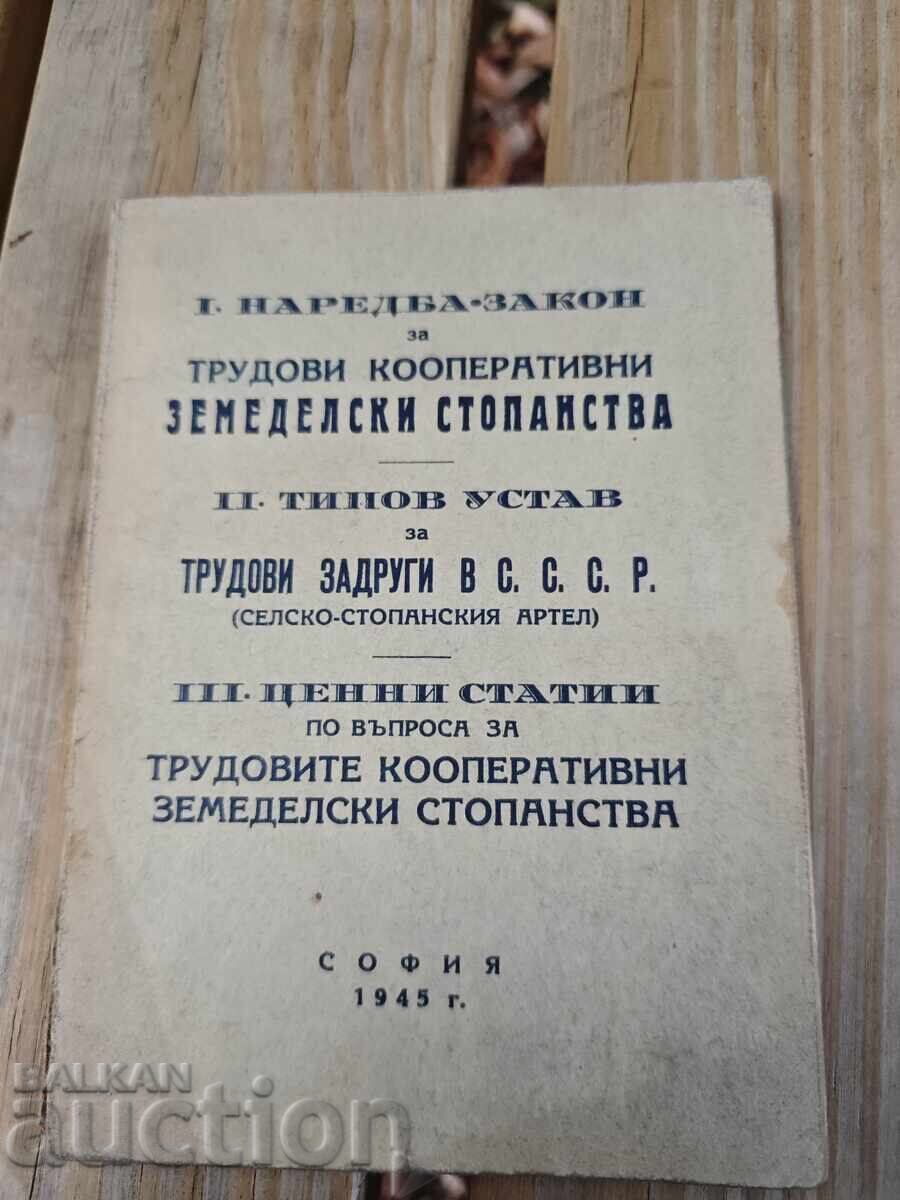 I. НАРЕДБА-ЗАКОН
за
ТРУДОВИ КООПЕРАТИВНИ
ЗЕМЕДЕЛСКИ СТОПАНСТВА
II. ТИПОВ УСТАВ
за
ТРУДОВИ ЗАДРУГИ В С. С. С. Р.
(СЕЛСКО-СТОПАНСКИЯ АРТЕЛ)
III. ЦЕННИ СТАТИИ
ПО ВЪПРОСА ЗА
ТРУДОВИТЕ КООПЕРАТИВНИ
ЗЕМЕДЕЛСКИ СТОПАНСТВА
СОФИЯ
1945 г.
BALKAN
auction